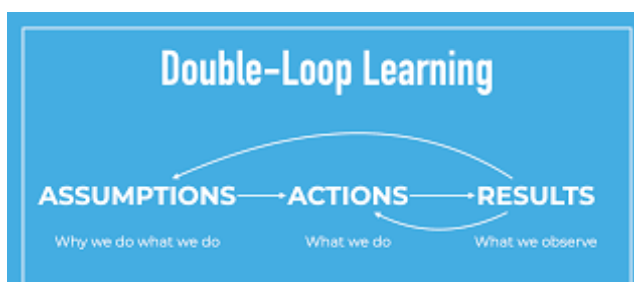 Double-Loop Learning
ASSUMPTIONS ACTIONS RESULTS
Why we do what we do What we do What we observe